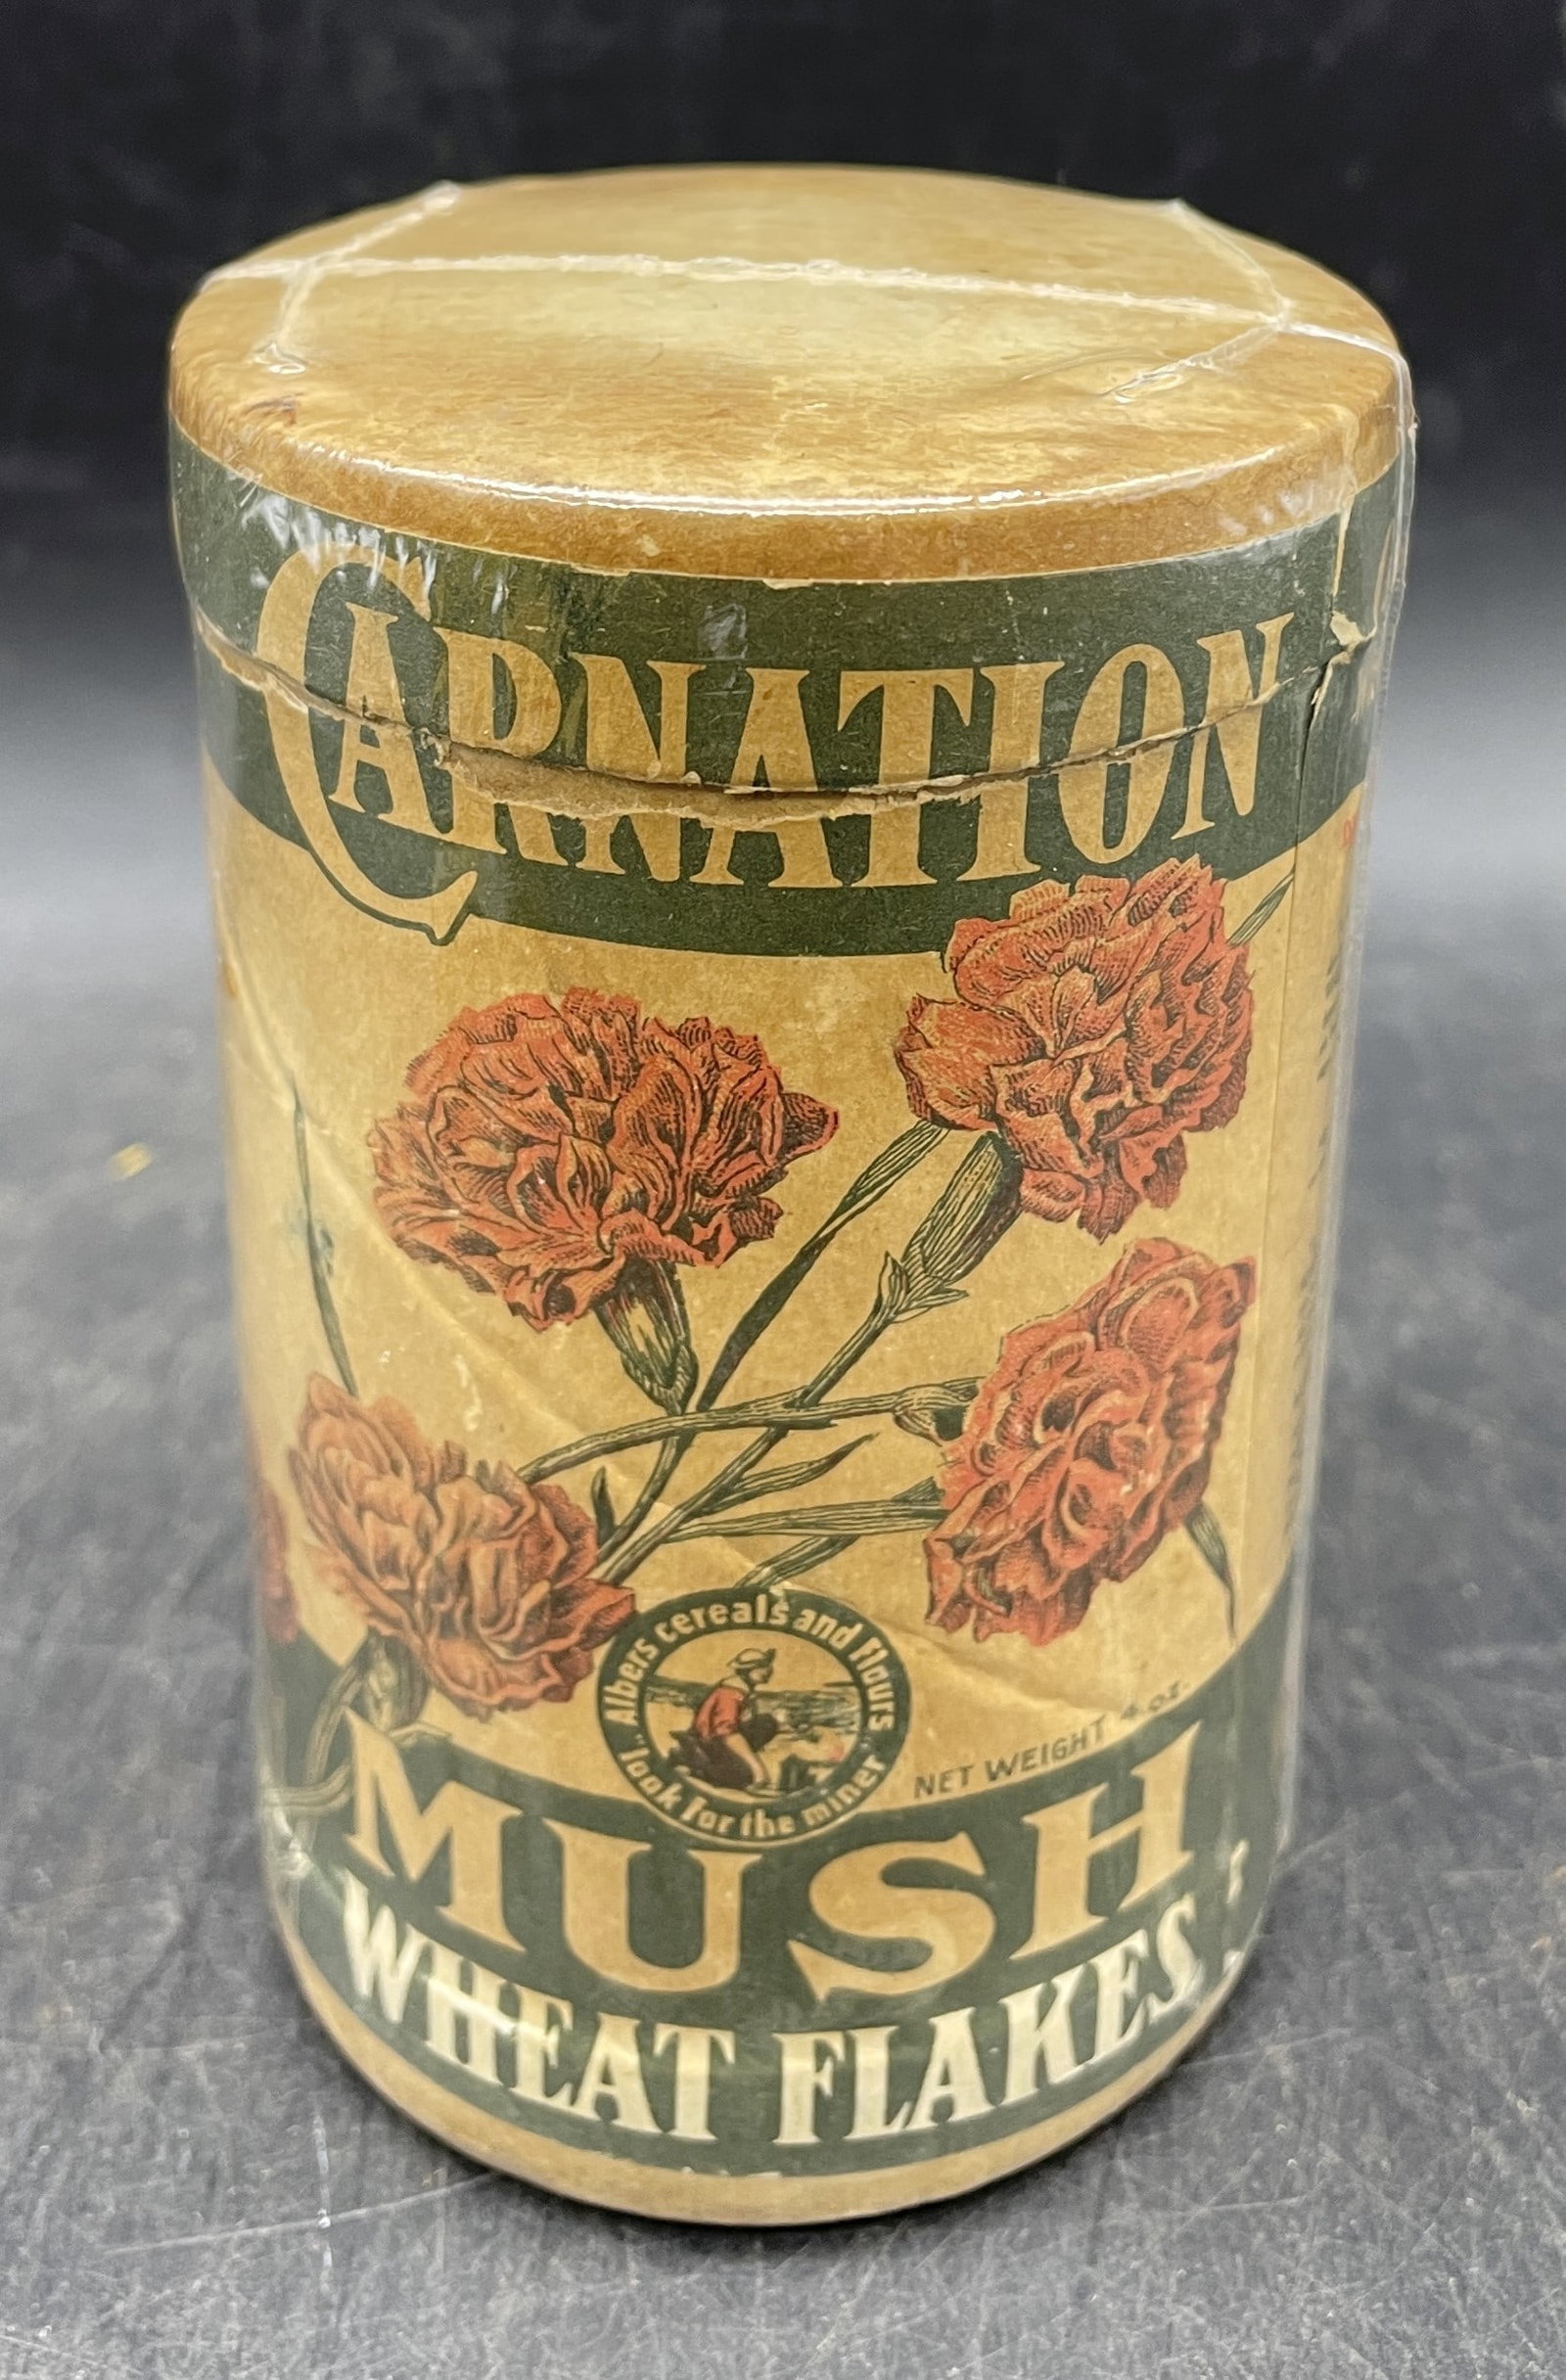 CARNATION
Albers cereals and flours
"look for the miner"
NET WEIGHT 4 OZ.
MUSH
WHEAT FLAKES